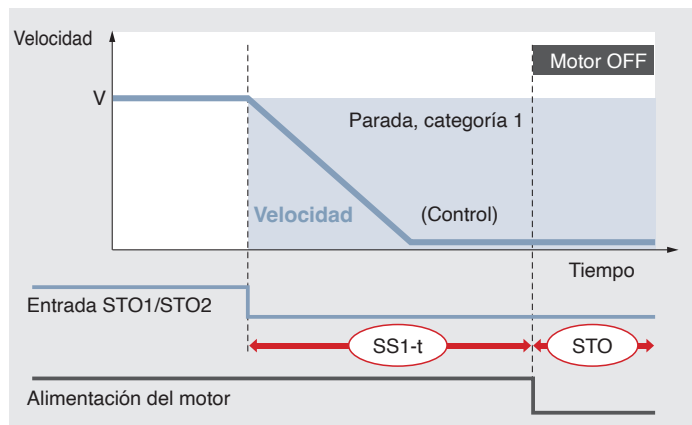 Velocidad
Motor OFF
V
Parada, categoría 1
Velocidad
(Control)
Tiempo
Entrada STO1/STO2
SS1-t
STO
Alimentación del motor